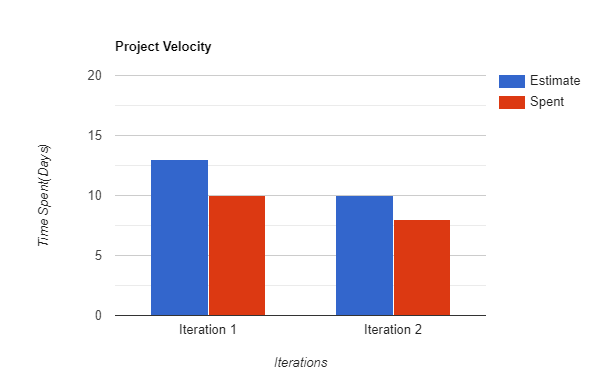 Project Velocity
20
15
10
5
0
Time Spent(Days)
Estimate
Spent
Iteration 1
Iteration 2
Iterations